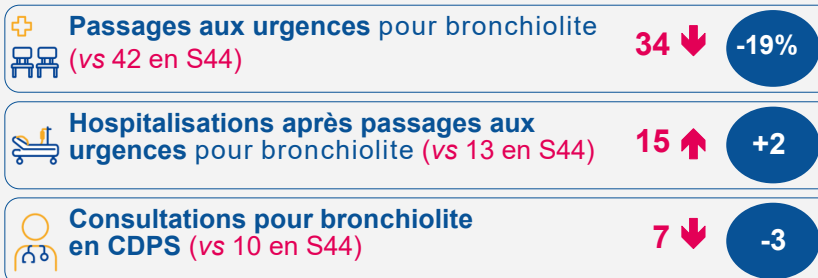 Passages aux urgences pour bronchiolite
(vs 42 en S44)
34
-19%
Hospitalisations après passages aux
urgences pour bronchiolite (vs 13 en S44)
15
+2
Consultations pour bronchiolite
en CDPS (vs 10 en S44)
7
-3